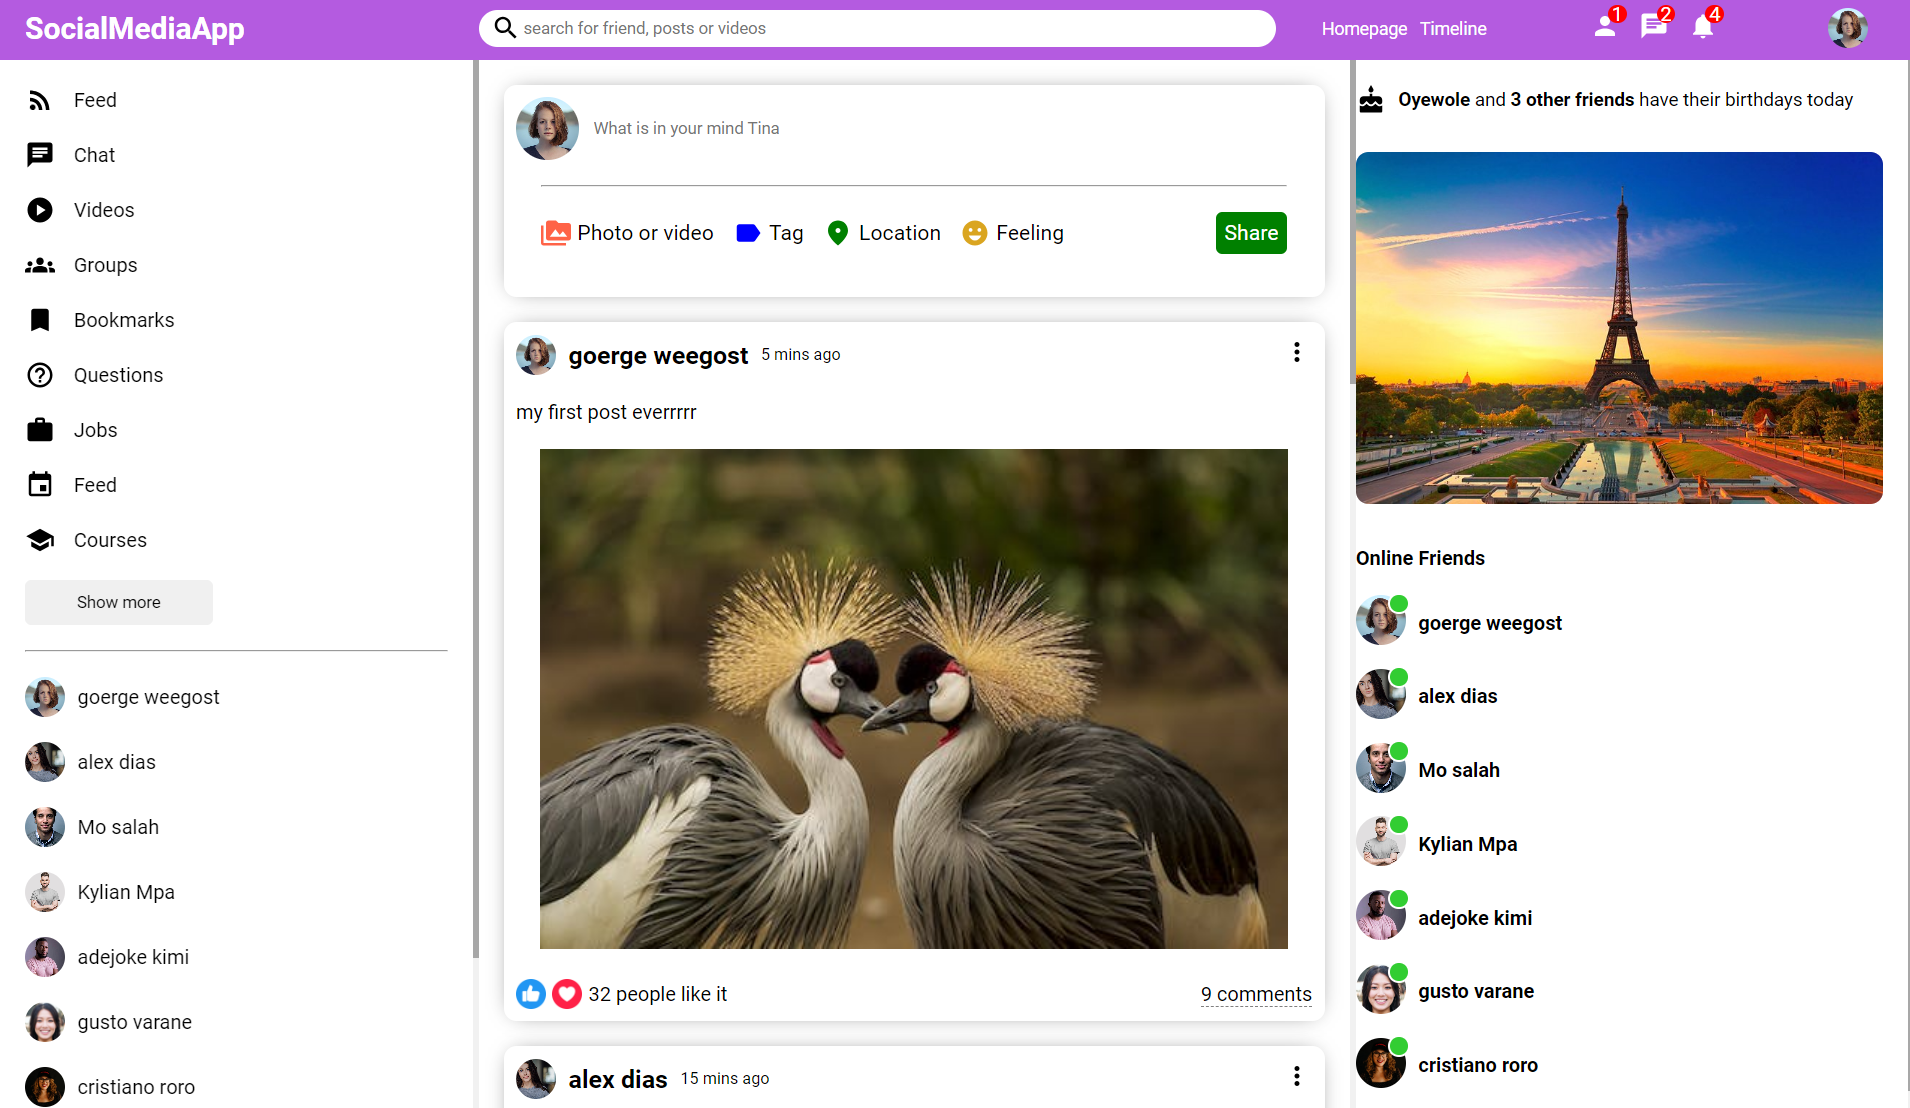 SocialMediaApp
search for friend, posts or videos
Homepage Timeline
1
2
4
Feed
Chat
Videos
Groups
Bookmarks
Questions
Jobs
Feed
Courses
Show more
goerge weegost
alex dias
Mo salah
Kylian Mpa
adejoke kimi
gusto varane
cristiano roro
What is in your mind Tina
Photo or video Tag Location Feeling Share
goerge weegost 5 mins ago
my first post everrrrr
32 people like it 9 comments
alex dias 15 mins ago
Oyewole and 3 other friends have their birthdays today
Online Friends
goerge weegost
alex dias
Mo salah
Kylian Mpa
adejoke kimi
gusto varane
cristiano roro